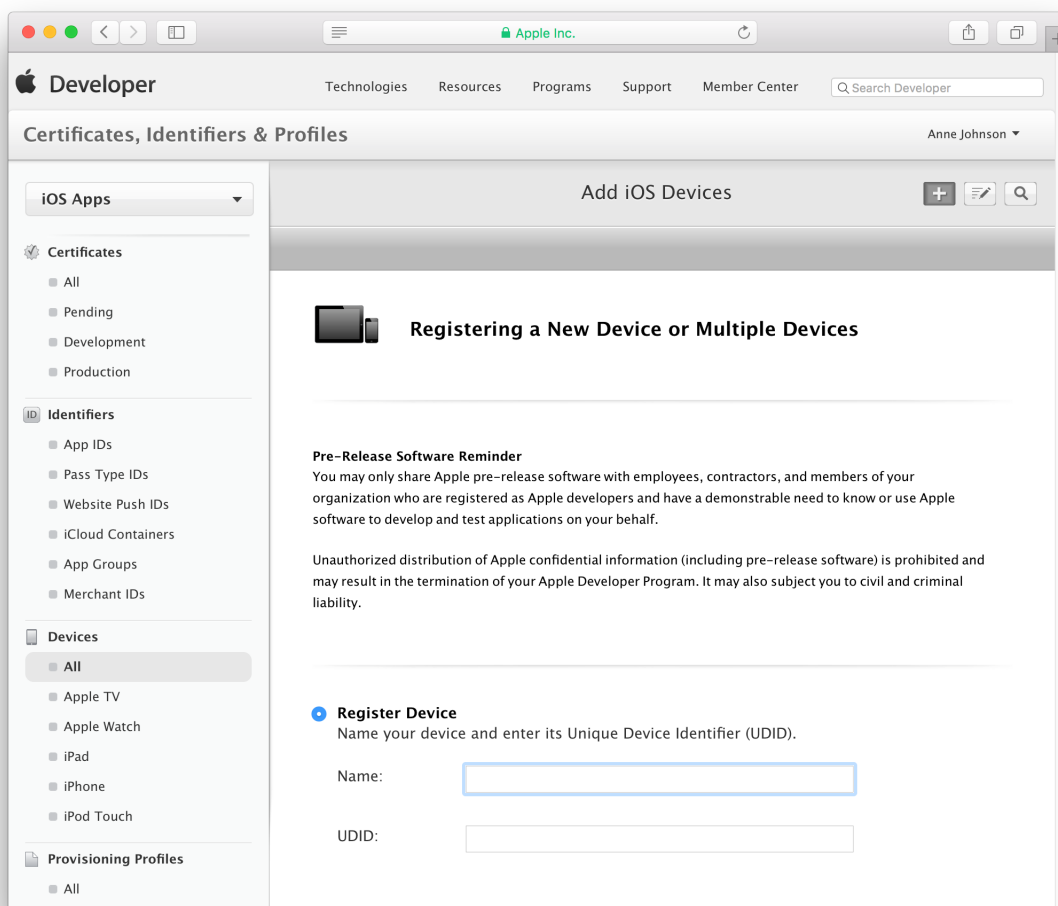 Apple Inc.
Developer
Technologies
Resources
Programs
Support
Member Center
Search Developer
Certificates, Identifiers & Profiles
Anne Johnson
iOS Apps
Add iOS Devices
Certificates
All
Pending
Development
Production
ID Identifiers
App IDs
Pass Type IDs
Website Push IDs
iCloud Containers
App Groups
Merchant IDs
Devices
All
Apple TV
Apple Watch
iPad
iPhone
iPod Touch
Provisioning Profiles
All
Registering a New Device or Multiple Devices
Pre-Release Software Reminder
You may only share Apple pre-release software with employees, contractors, and members of your
organization who are registered as Apple developers and have a demonstrable need to know or use Apple
software to develop and test applications on your behalf.
Unauthorized distribution of Apple confidential information (including pre-release software) is prohibited and
may result in the termination of your Apple Developer Program. It may also subject you to civil and criminal
liability.
Register Device
Name your device and enter its Unique Device Identifier (UDID).
Name:
UDID: